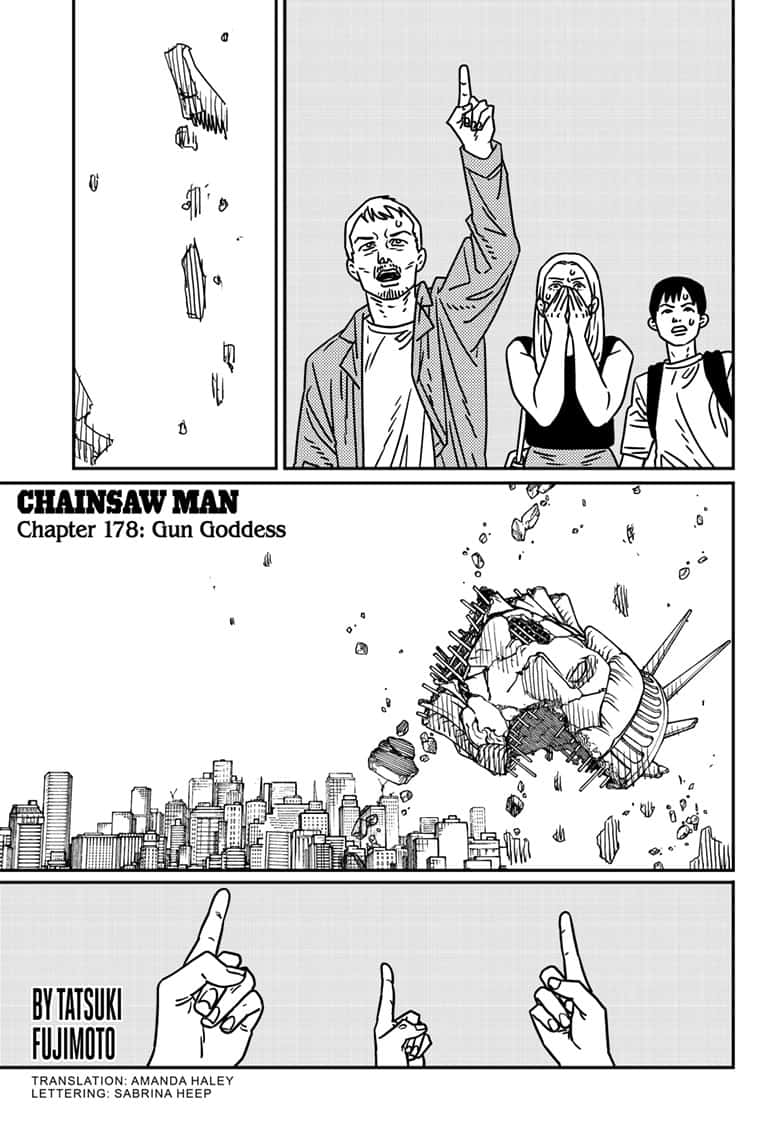 CHAINSAW MAN
Chapter 178: Gun Goddess
BY TATSUKI
FUJIMOTO
TRANSLATION: AMANDA HALEY
LETTERING: SABRINA HEEP